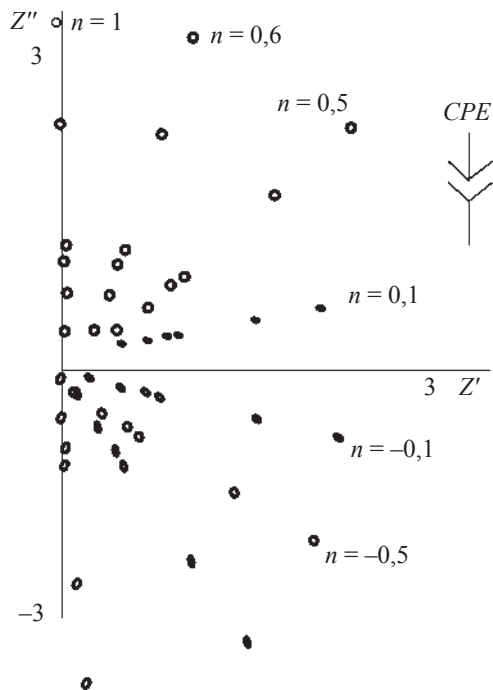 Z″
n = 1
n = 0,6
3
n = 0,5
CPE
n = 0,1
3
Z′
n = –0,1
n = –0,5
–3